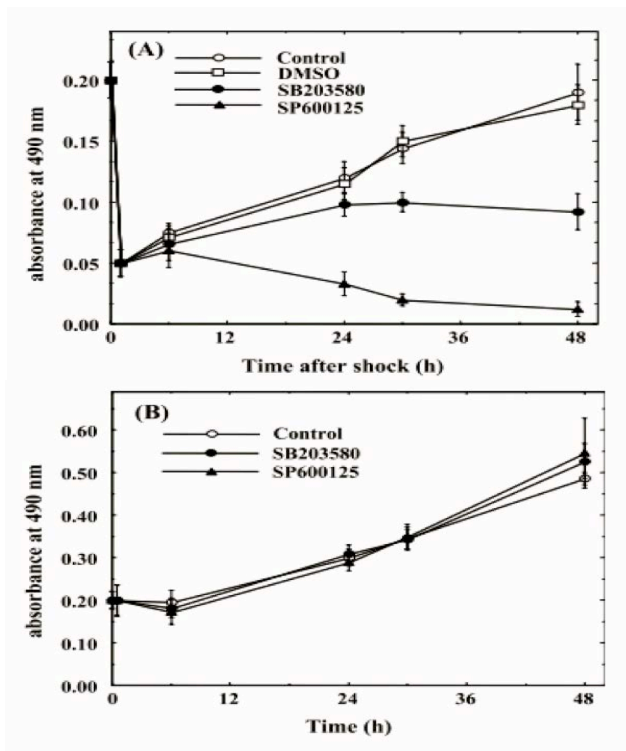 (A)
Control
DMSO
SB203580
SP600125
absorbance at 490 nm
0.20
0.15
0.10
0.05
0.00
0
12
24
36
48
Time after shock (h)
(B)
Control
SB203580
SP600125
absorbance at 490 nm
0.60
0.50
0.40
0.30
0.20
0.10
0.00
0
12
24
36
48
Time (h)